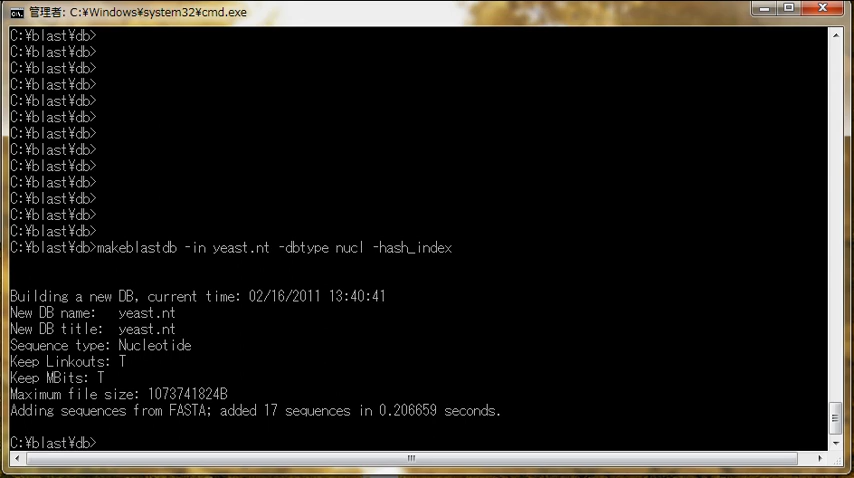 管理者: C:¥Windows¥system32¥cmd.exe
C:¥blast¥db>
C:¥blast¥db>
C:¥blast¥db>
C:¥blast¥db>
C:¥blast¥db>
C:¥blast¥db>
C:¥blast¥db>
C:¥blast¥db>
C:¥blast¥db>
C:¥blast¥db>
C:¥blast¥db>
C:¥blast¥db>
C:¥blast¥db>
C:¥blast¥db>makeblastdb -in yeast.nt -dbtype nucl -hash_index
Building a new DB, current time: 02/16/2011 13:40:41
New DB name:   yeast.nt
New DB title:  yeast.nt
Sequence type: Nucleotide
Keep Linkouts: T
Keep MBits: T
Maximum file size: 1073741824B
Adding sequences from FASTA; added 17 sequences in 0.206659 seconds.
C:¥blast¥db>